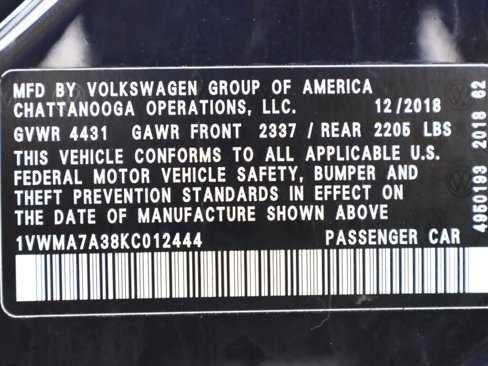 MFD BY VOLKSWAGEN GROUP OF AMERICA
CHATTANOOGA OPERATIONS, LLC. 12/2018
GVWR 4431 GAWR FRONT 2337 / REAR 2205 LBS
THIS VEHICLE CONFORMS TO ALL APPLICABLE U.S.
FEDERAL MOTOR VEHICLE SAFETY, BUMPER AND
THEFT PREVENTION STANDARDS IN EFFECT ON
THE DATE OF MANUFACTURE SHOWN ABOVE
1VWMA7A38KC012444 PASSENGER CAR
4950193 2018 62